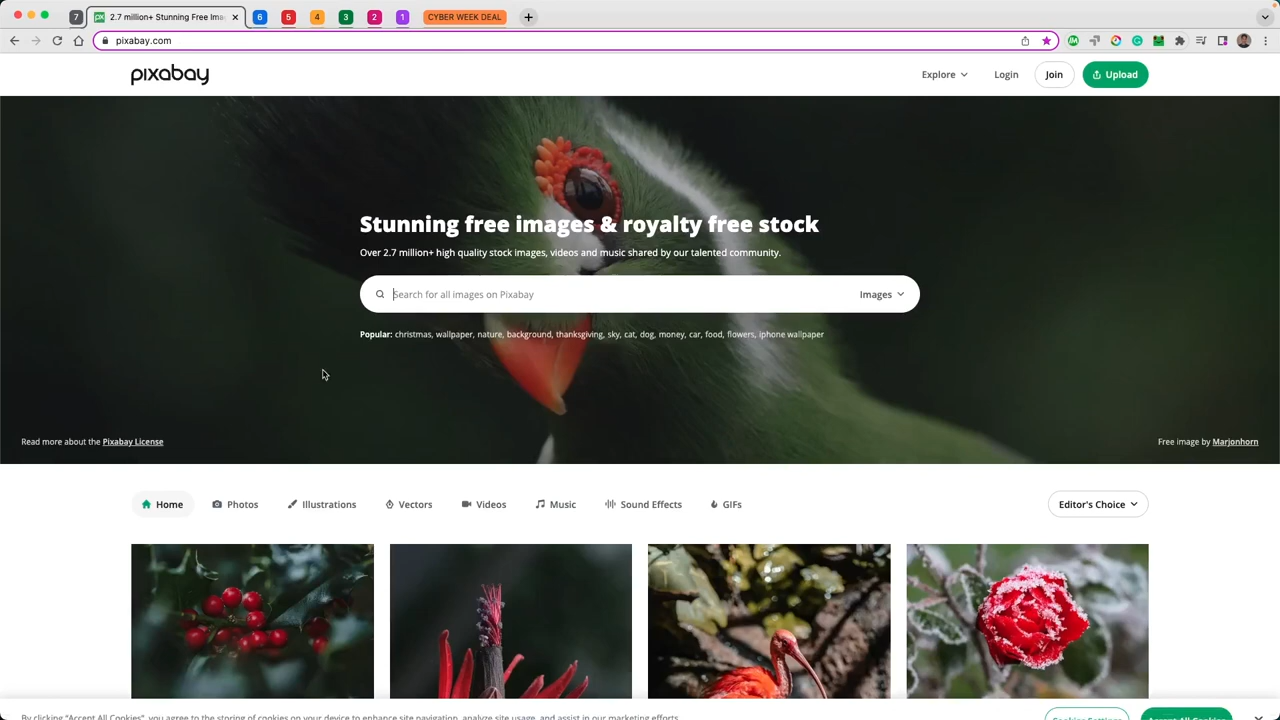 7
2.7 million+ Stunning Free Ima
6
5
4
3
2
1
CYBER WEEK DEAL
pixabay.com
pixabay
Explore
Login
Join
Upload
Stunning free images & royalty free stock
Over 2.7 million+ high quality stock images, videos and music shared by our talented community.
Search for all images on Pixabay
Images
Popular: christmas, wallpaper, nature, background, thanksgiving, sky, cat, dog, money, car, food, flowers, iphone wallpaper
Read more about the Pixabay License
Free image by Marjonhorn
Home
Photos
Illustrations
Vectors
Videos
Music
Sound Effects
GIFs
Editor's Choice
By clicking "Accept All Cookies", you agree to the storing of cookies on your device to enhance site navigation, analyze site usage, and assist in our marketing efforts.
Cookies Settings
Accept All Cookies